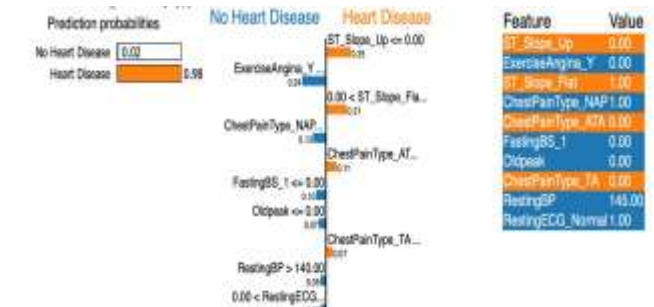 Prediction probabilities
No Heart Disease 0.02
Heart Disease 0.98
No Heart Disease Heart Disease
ST_Slope_Up <= 0.00
ExerciseAngina_Y ...
0.00 < ST_Slope_Fla...
ChestPainType_NAP...
ChestPainType_AT...
FastingBS_1 <= 0.00
Oldpeak <= 0.00
ChestPainType_TA ...
RestingBP > 140.00
0.00 < RestingECG...
Feature Value
ST_Slope_Up 0.00
ExerciseAngina_Y 0.00
ST_Slope_Flat 1.00
ChestPainType_NAP 1.00
ChestPainType_ATA 0.00
FastingBS_1 0.00
Oldpeak 0.00
ChestPainType_TA 0.00
RestingBP 145.00
RestingECG_Normal 1.00